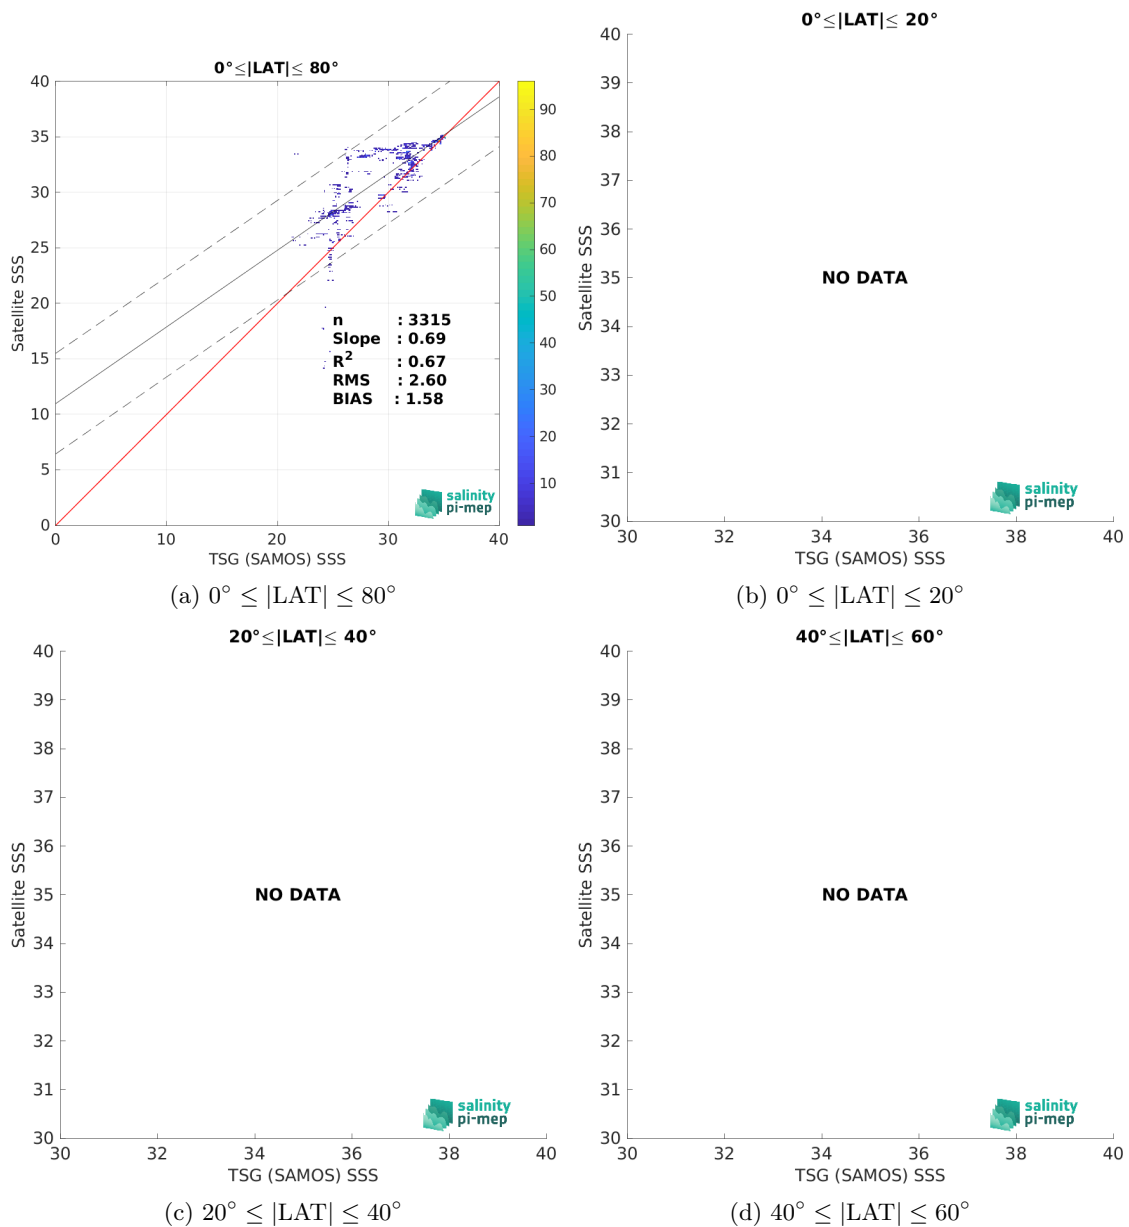 0°≤|LAT|≤ 80°
Satellite SSS
40
35
30
25
20
15
10
5
0
0
10
20
30
40
TSG (SAMOS) SSS
n : 3315
Slope : 0.69
R² : 0.67
RMS : 2.60
BIAS : 1.58
salinity
pi-mep
90
80
70
60
50
40
30
20
10
(a) 0° ≤ |LAT| ≤ 80°
0°≤|LAT|≤ 20°
Satellite SSS
40
39
38
37
36
35
34
33
32
31
30
NO DATA
salinity
pi-mep
30
32
34
36
38
40
TSG (SAMOS) SSS
(b) 0° ≤ |LAT| ≤ 20°
20°≤|LAT|≤ 40°
Satellite SSS
40
39
38
37
36
35
34
33
32
31
30
NO DATA
salinity
pi-mep
30
32
34
36
38
40
TSG (SAMOS) SSS
(c) 20° ≤ |LAT| ≤ 40°
40°≤|LAT|≤ 60°
Satellite SSS
40
39
38
37
36
35
34
33
32
31
30
NO DATA
salinity
pi-mep
30
32
34
36
38
40
TSG (SAMOS) SSS
(d) 40° ≤ |LAT| ≤ 60°